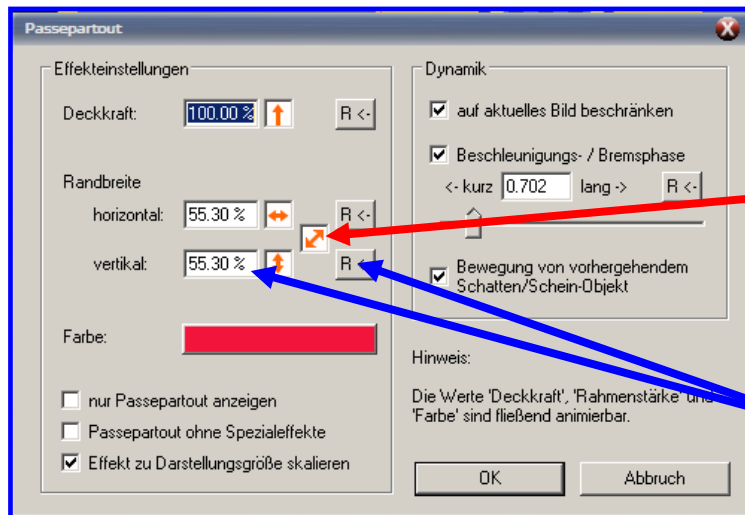 Passepartout
Effekteinstellungen
Deckkraft: 100.00 % R <-
Randbreite
horizontal: 55.30 % R <-
vertikal: 55.30 % R <-
Farbe:
nur Passepartout anzeigen
Passepartout ohne Spezialeffekte
Effekt zu Darstellungsgröße skalieren
Dynamik
auf aktuelles Bild beschränken
Beschleunigungs- / Bremsphase
<- kurz 0.702 lang -> R <-
Bewegung von vorhergehendem
Schatten/Schein-Objekt
Hinweis:
Die Werte 'Deckkraft', 'Rahmenstärke' und
'Farbe' sind fließend animierbar.
OK Abbruch